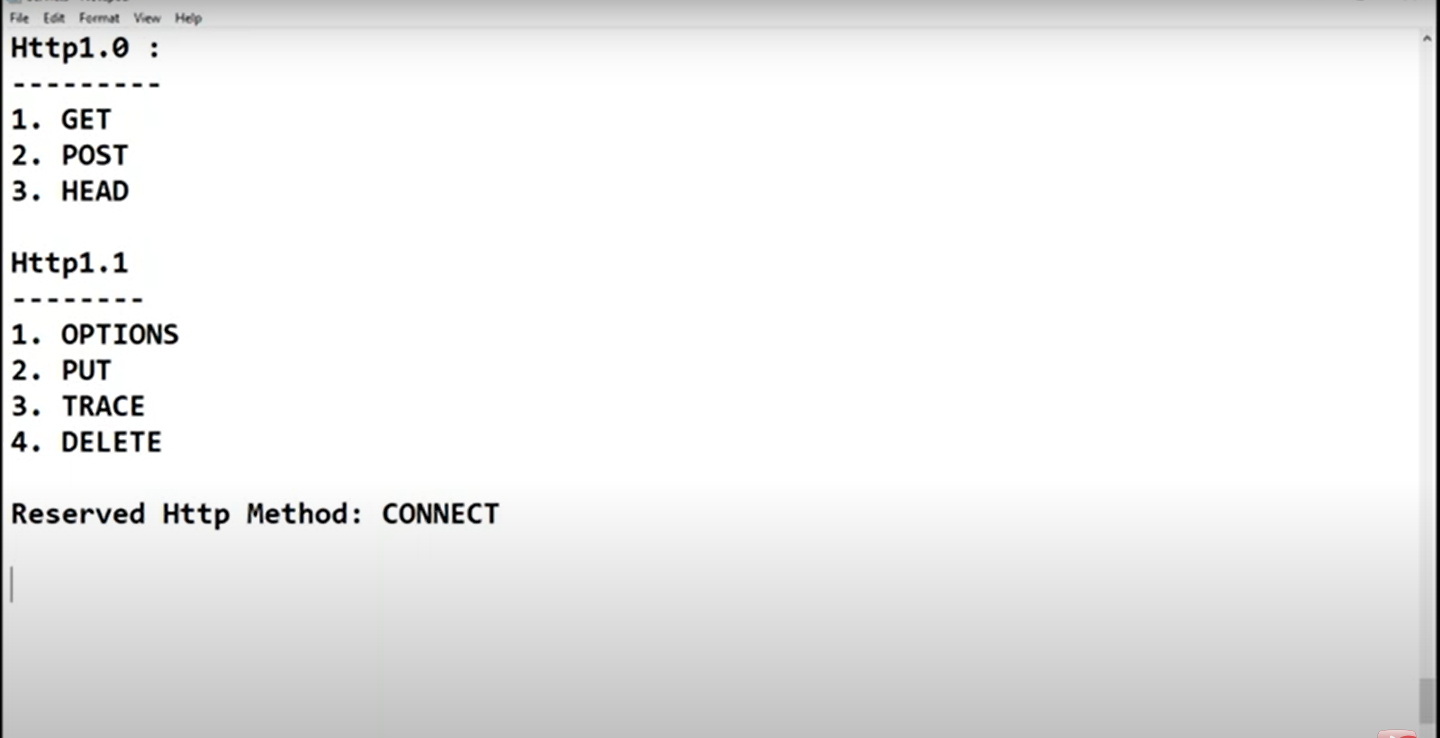 File Edit Format View Help
Http1.0 :
---------
1. GET
2. POST
3. HEAD
Http1.1
--------
1. OPTIONS
2. PUT
3. TRACE
4. DELETE
Reserved Http Method: CONNECT